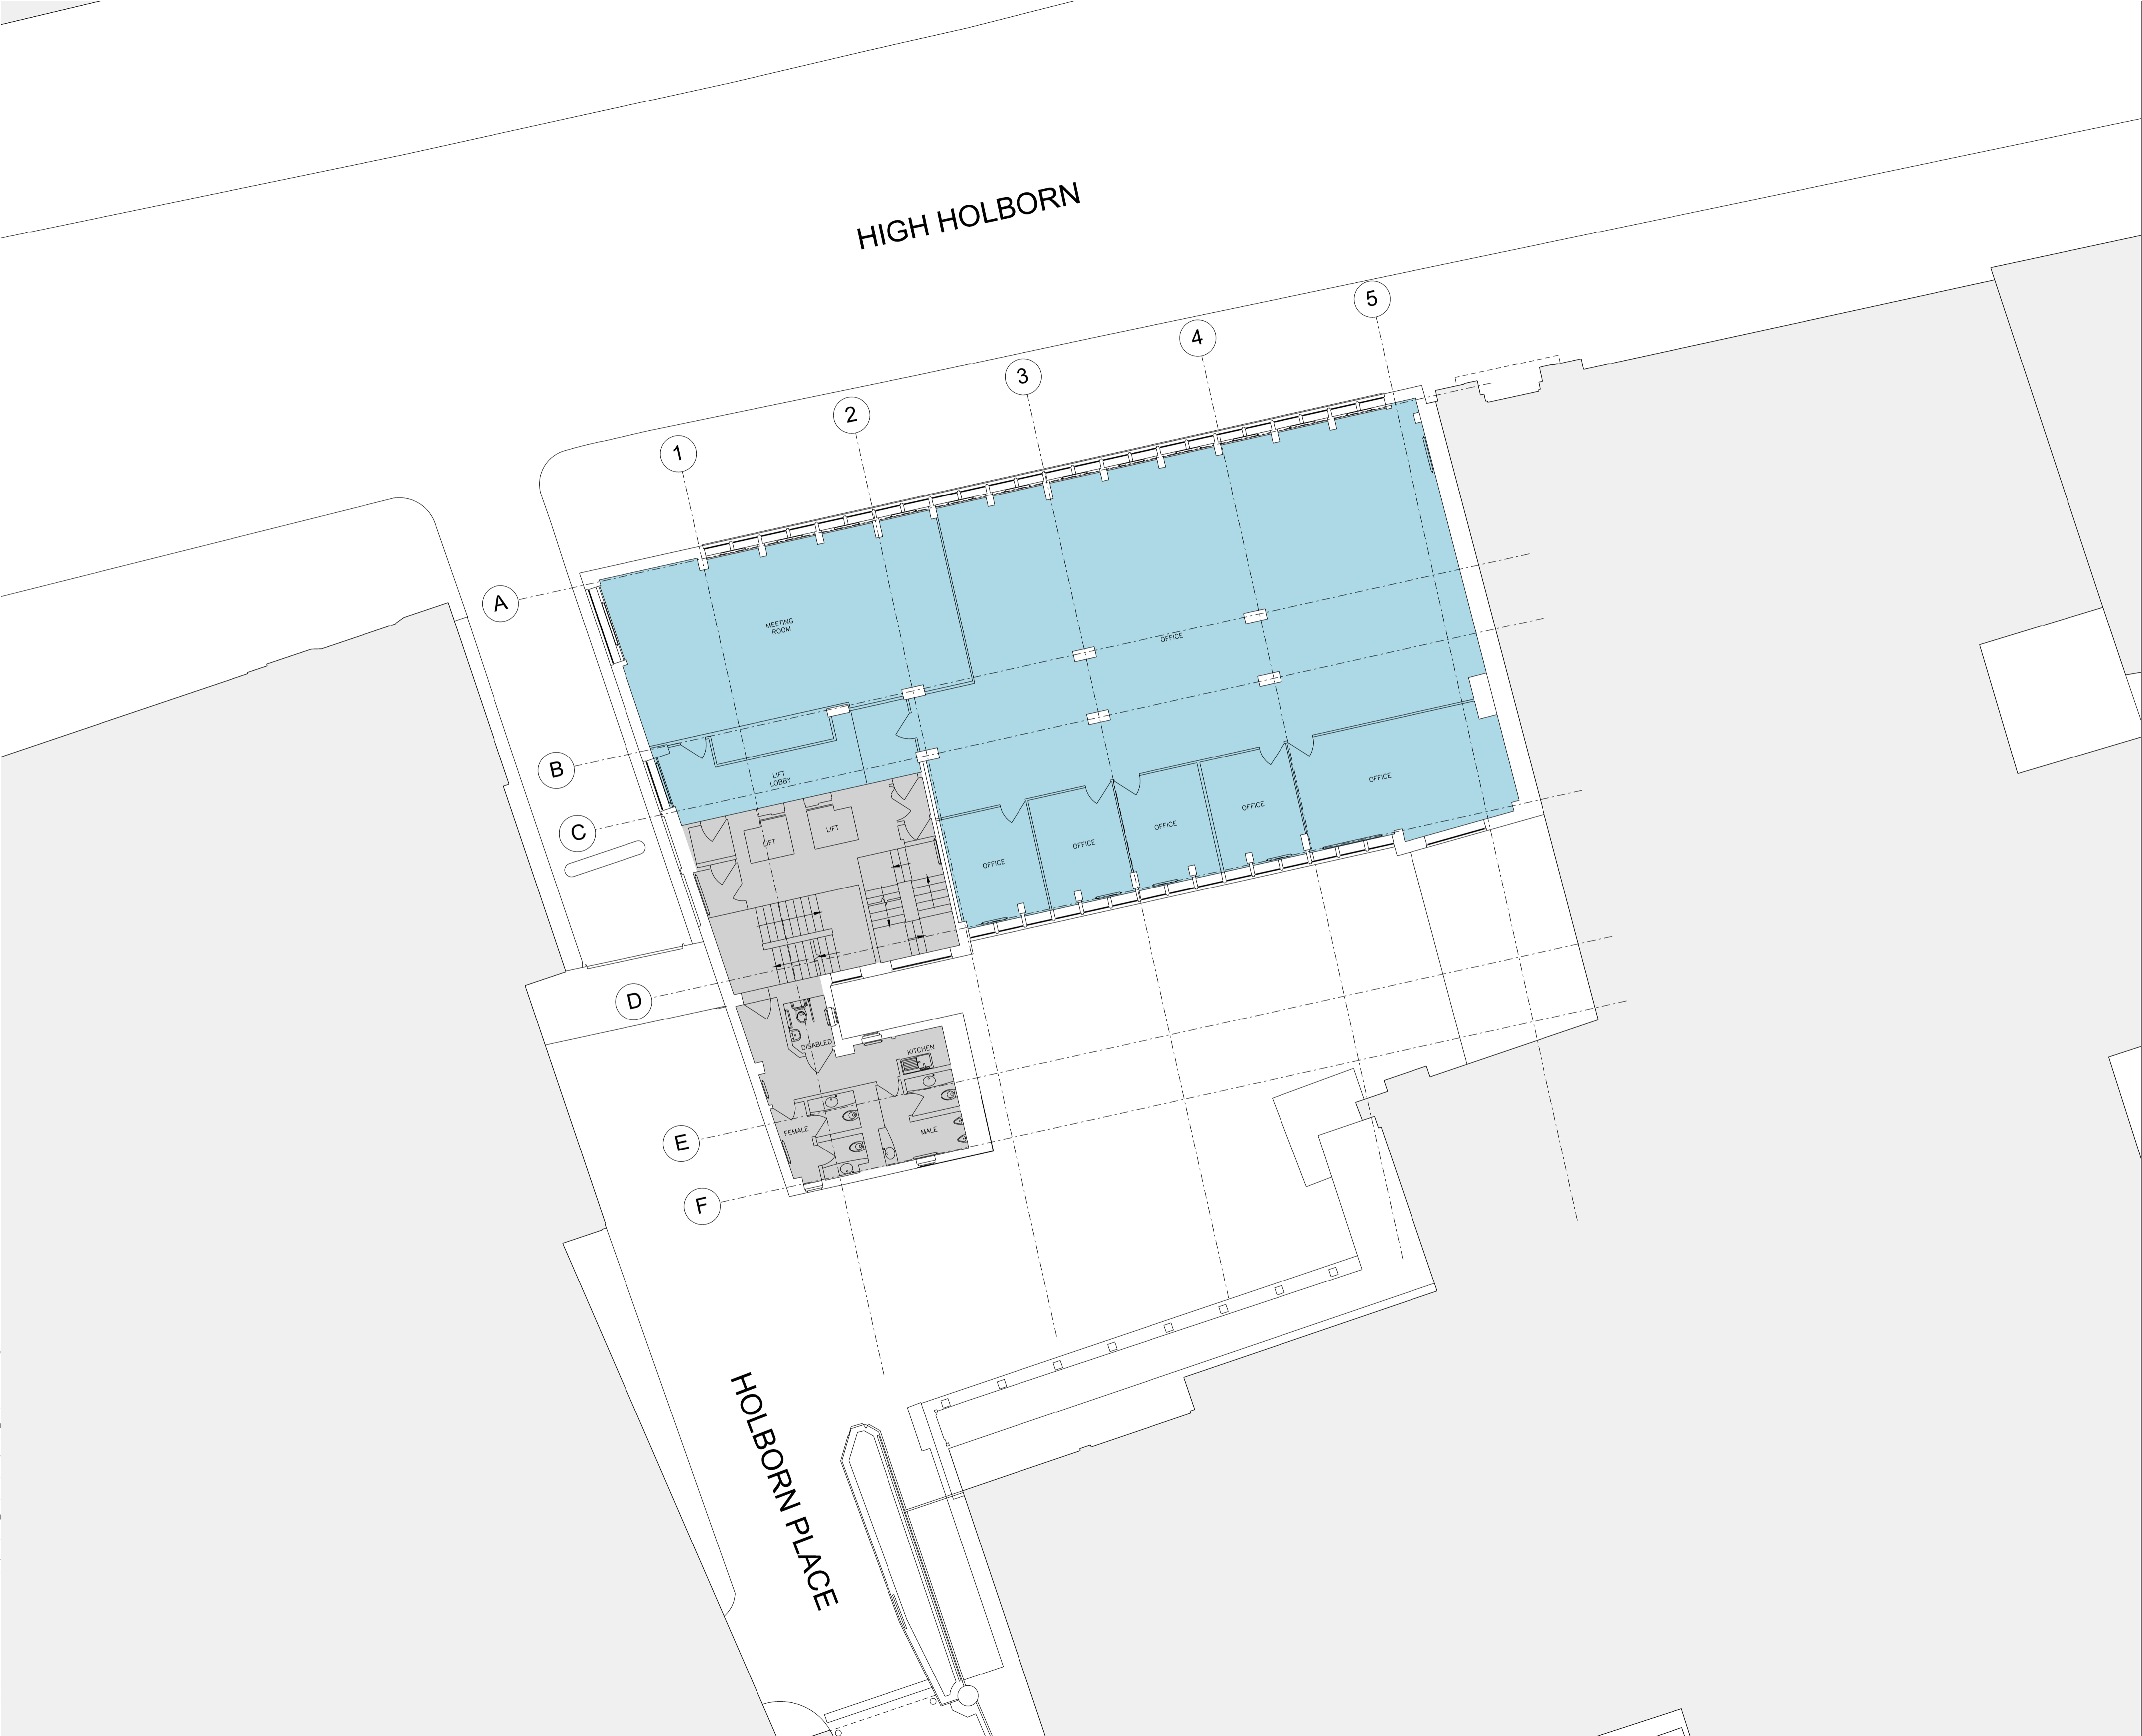 HIGH HOLBORN
5
4
3
2
1
A
MEETING
ROOM
OFFICE
B
LIFT
LOBBY
OFFICE
C
OFFICE
OFFICE
LIFT
LIFT
OFFICE
OFFICE
D
DISABLED
KITCHEN
E
FEMALE
MALE
F
HOLBORN PLACE